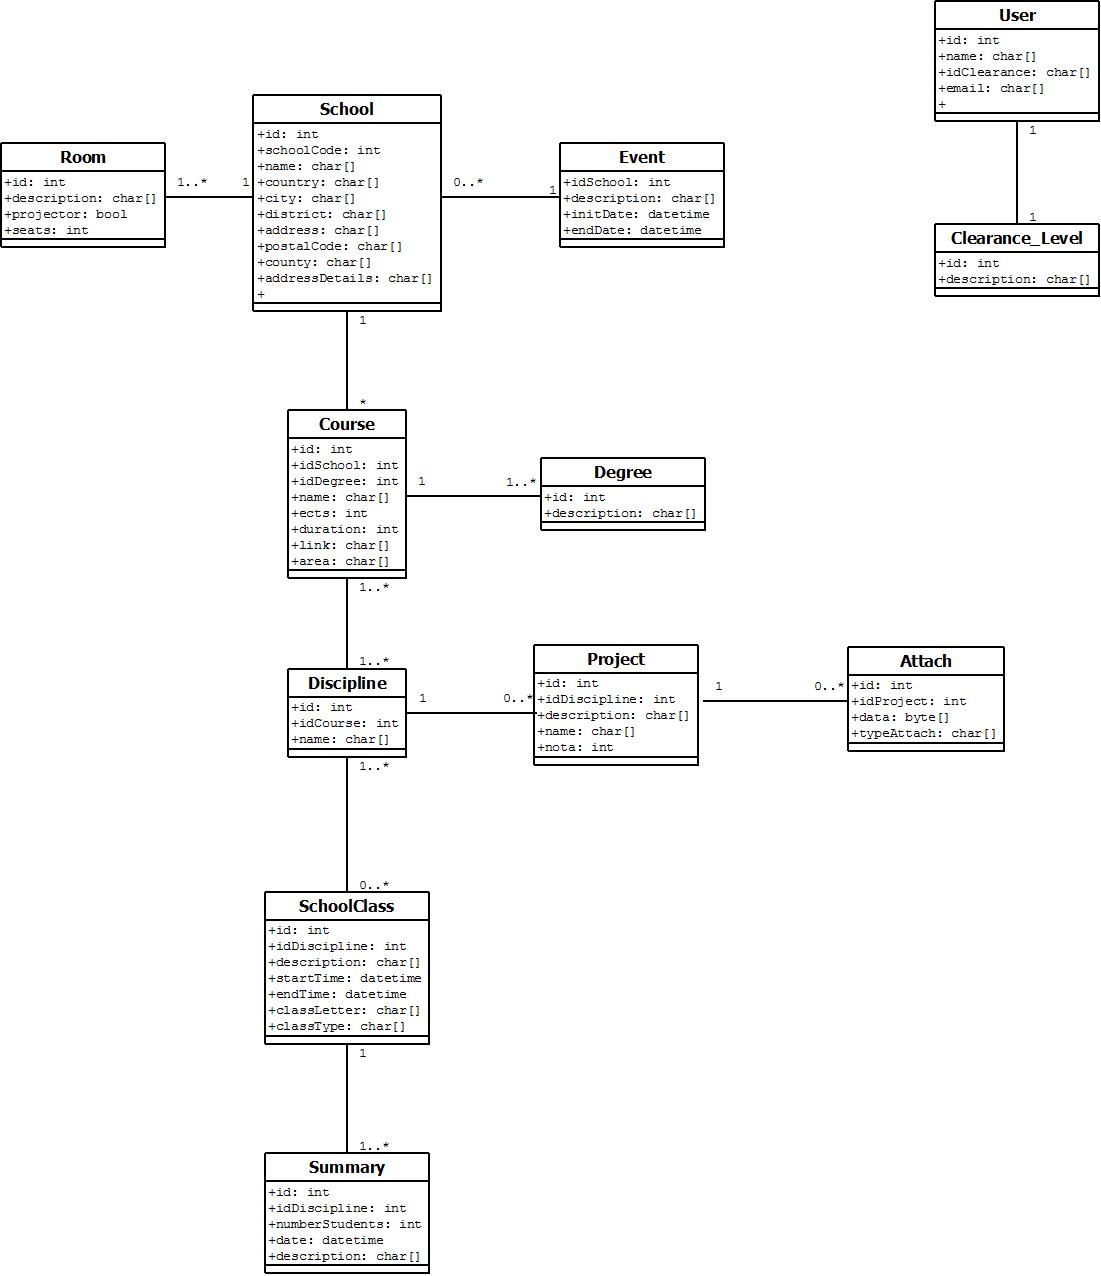 User
+id: int
+name: char[]
+idClearance: char[]
+email: char[]
+
1
1
Clearance_Level
+id: int
+description: char[]
School
+id: int
+schoolCode: int
+name: char[]
+country: char[]
+city: char[]
+district: char[]
+address: char[]
+postalCode: char[]
+county: char[]
+addressDetails: char[]
+
Room
+id: int
+description: char[]
+projector: bool
+seats: int
1..*
1
0..*
1
Event
+idSchool: int
+description: char[]
+initDate: datetime
+endDate: datetime
1
*
Course
+id: int
+idSchool: int
+idDegree: int
+name: char[]
+ects: int
+duration: int
+link: char[]
+area: char[]
1
1..*
Degree
+id: int
+description: char[]
1..*
1..*
Discipline
+id: int
+idCourse: int
+name: char[]
1
0..*
Project
+id: int
+idDiscipline: int
+description: char[]
+name: char[]
+nota: int
1
0..*
Attach
+id: int
+idProject: int
+data: byte[]
+typeAttach: char[]
1..*
0..*
SchoolClass
+id: int
+idDiscipline: int
+description: char[]
+startTime: datetime
+endTime: datetime
+classLetter: char[]
+classType: char[]
1
1..*
Summary
+id: int
+idDiscipline: int
+numberStudents: int
+date: datetime
+description: char[]